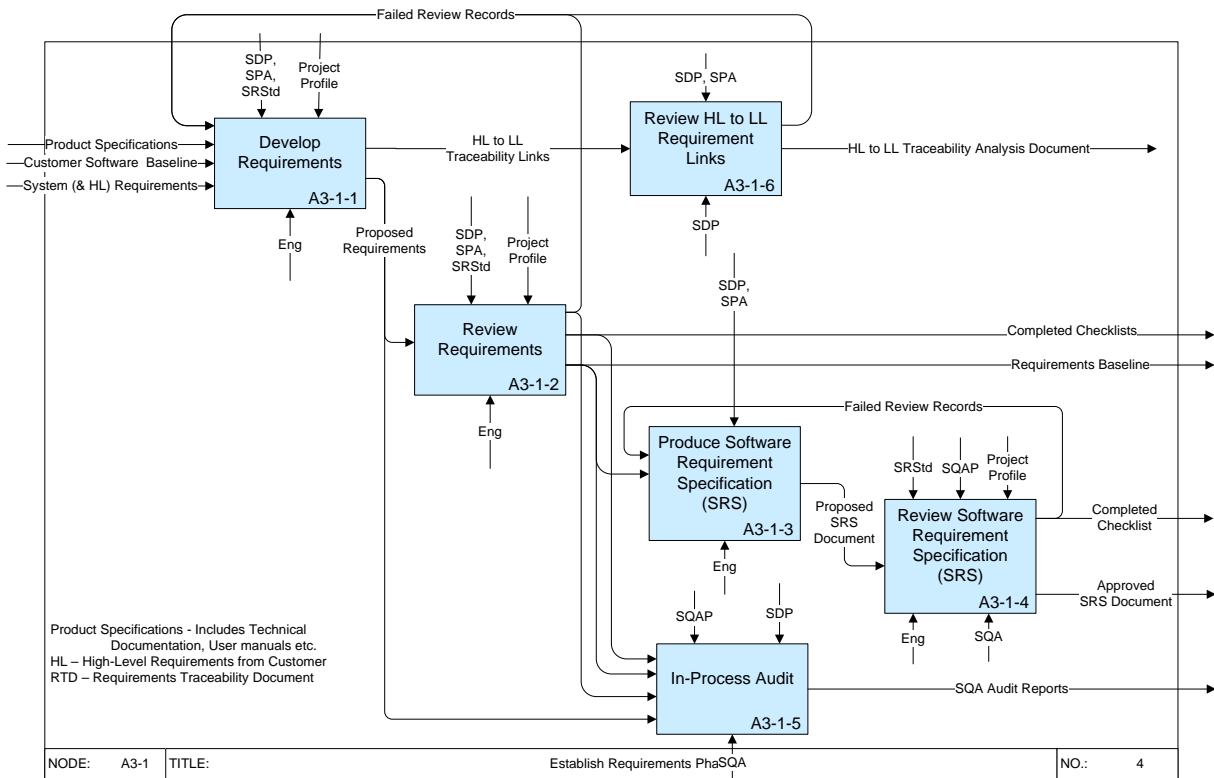 Failed Review Records
SDP,
SPA,
SRStd
Project
Profile
SDP, SPA
Product Specifications
Customer Software Baseline
System (& HL) Requirements
Develop
Requirements
A3-1-1
HL to LL
Traceability Links
Review HL to LL
Requirement
Links
A3-1-6
HL to LL Traceability Analysis Document
Eng
Proposed
Requirements
SDP,
SPA,
SRStd
Project
Profile
SDP
SDP,
SPA
Review
Requirements
A3-1-2
Completed Checklists
Requirements Baseline
Eng
Failed Review Records
Produce Software
Requirement
Specification
(SRS)
A3-1-3
SRStd
SQAP
Project
Profile
Proposed
SRS
Document
Review Software
Requirement
Specification
(SRS)
A3-1-4
Completed
Checklist
Approved
SRS Document
Eng
Eng
SQA
SQAP
SDP
In-Process Audit
A3-1-5
SQA Audit Reports
Product Specifications - Includes Technical
Documentation, User manuals etc.
HL – High-Level Requirements from Customer
RTD – Requirements Traceability Document
SQA
NODE: A3-1 TITLE: Establish Requirements Pha NO.: 4